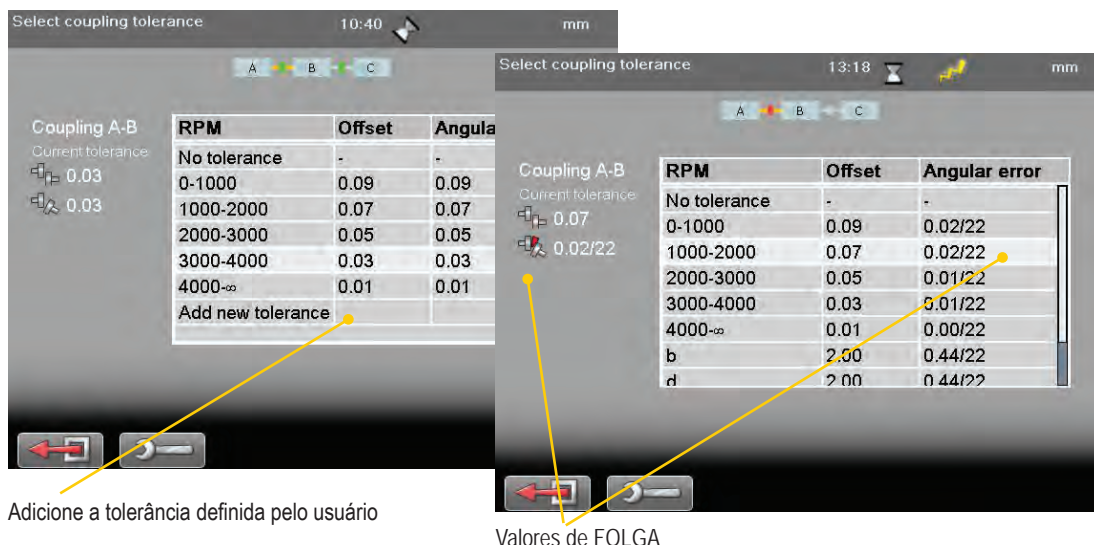 Select coupling tolerance 10:40 mm
A B C
Coupling A-B
Current tolerance
0.03
0.03
RPM Offset Angula
No tolerance - -
0-1000 0.09 0.09
1000-2000 0.07 0.07
2000-3000 0.05 0.05
3000-4000 0.03 0.03
4000-∞ 0.01 0.01
Add new tolerance
Adicione a tolerância definida pelo usuário
Select coupling tolerance 13:18 mm
A B C
Coupling A-B
Current tolerance
0.07
0.02/22
RPM Offset Angular error
No tolerance - -
0-1000 0.09 0.02/22
1000-2000 0.07 0.02/22
2000-3000 0.05 0.01/22
3000-4000 0.03 0.01/22
4000-∞ 0.01 0.00/22
b 2.00 0.44/22
d 2.00 0.44/22
Valores de FOLGA